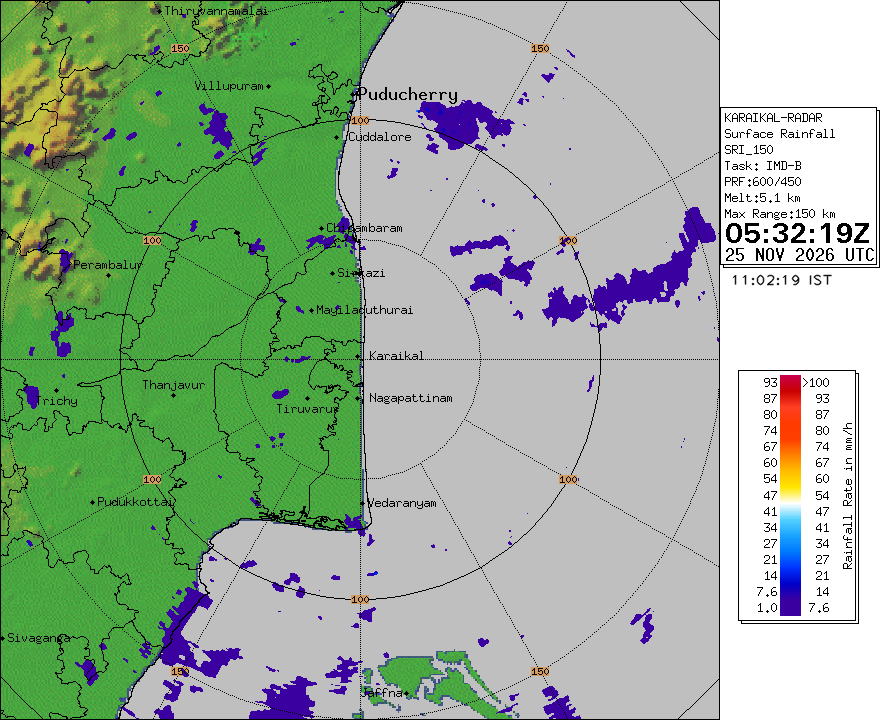 Thiruvannamalai
150
150
Villupuram
Puducherry
100
Cuddalore
Chidambaram
100
100
Perambalur
Sirkazi
Mayiladuthurai
Karaikal
Thanjavur
Trichy
Tiruvarur
Nagapattinam
100
100
Pudukkottai
Vedaranyam
100
Sivaganga
150
150
Jaffna
KARAIKAL-RADAR
Surface Rainfall
SRI_150
Task: IMD-B
PRF:600/450
Melt:5.1 km
Max Range:150 km
05:32:19Z
25 NOV 2026 UTC
11:02:19 IST
93 >100
87 93
80 87
74 80
67 74
60 67
54 60
47 54
41 47
34 41
27 34
21 27
14 21
7.6 14
1.0 7.6
Rainfall Rate in mm/h